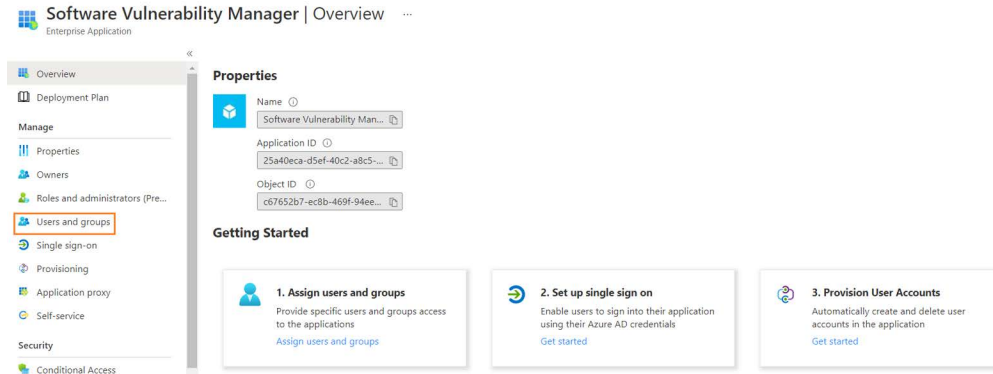 Software Vulnerability Manager | Overview ...
Enterprise Application
«
Overview
Deployment Plan
Manage
Properties
Owners
Roles and administrators (Pre...
Users and groups
Single sign-on
Provisioning
Application proxy
Self-service
Security
Conditional Access
Properties
Name
Software Vulnerability Man...
Application ID
25a40eca-d5ef-40c2-a8c5-...
Object ID
c67652b7-ec8b-469f-94ee...
Getting Started
1. Assign users and groups
Provide specific users and groups access
to the applications
Assign users and groups
2. Set up single sign on
Enable users to sign into their application
using their Azure AD credentials
Get started
3. Provision User Accounts
Automatically create and delete user
accounts in the application
Get started